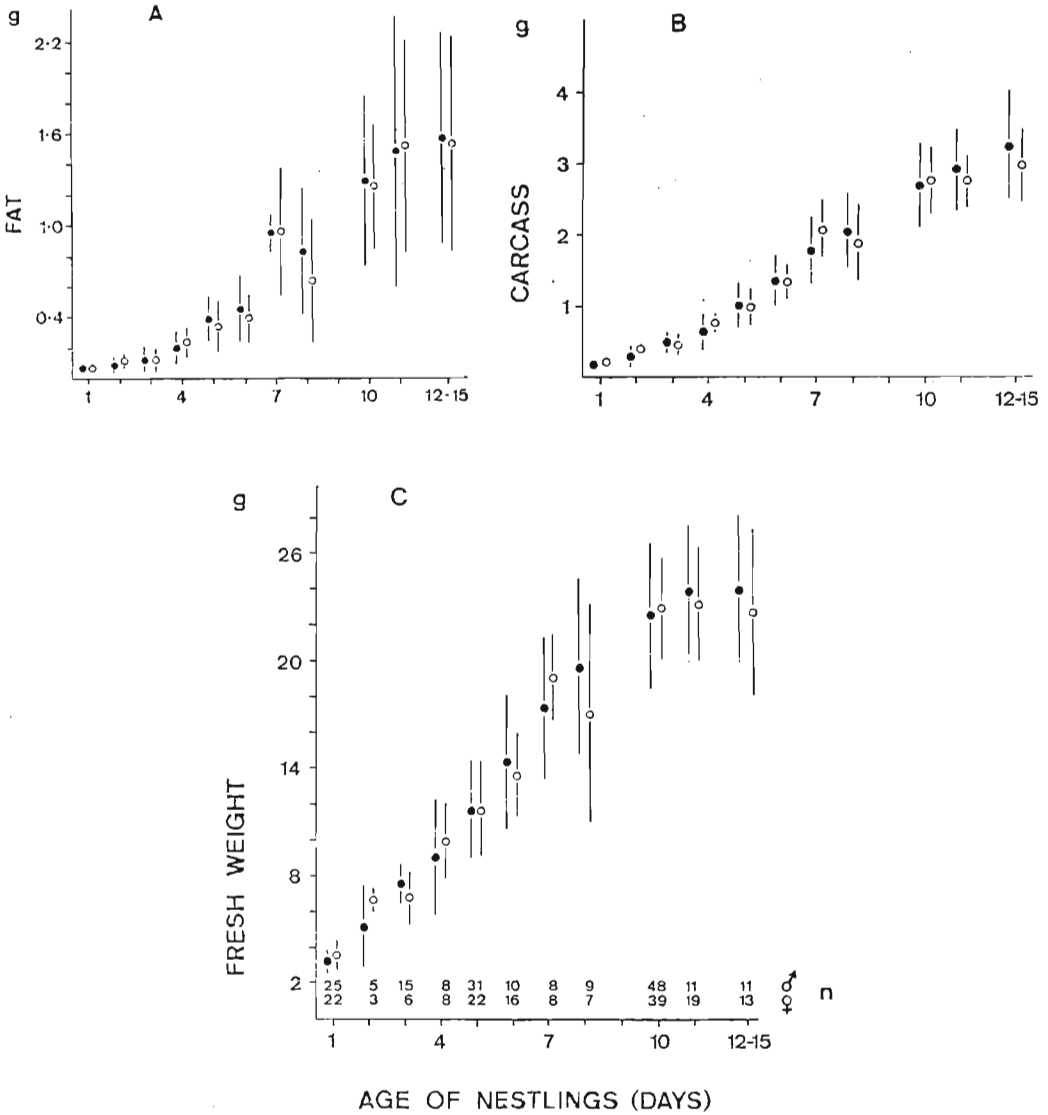 g A
2·2
1·6
1·0
0·4
FAT
1 4 7 10 12-15
g B
4
3
2
1
CARCASS
1 4 7 10 12-15
g C
26
20
14
8
2
FRESH WEIGHT
25 5 15 8 31 10 8 9 48 11 11 ♂
22 3 6 8 22 16 8 7 39 19 13 ♀
n
1 4 7 10 12-15
AGE OF NESTLINGS (DAYS)